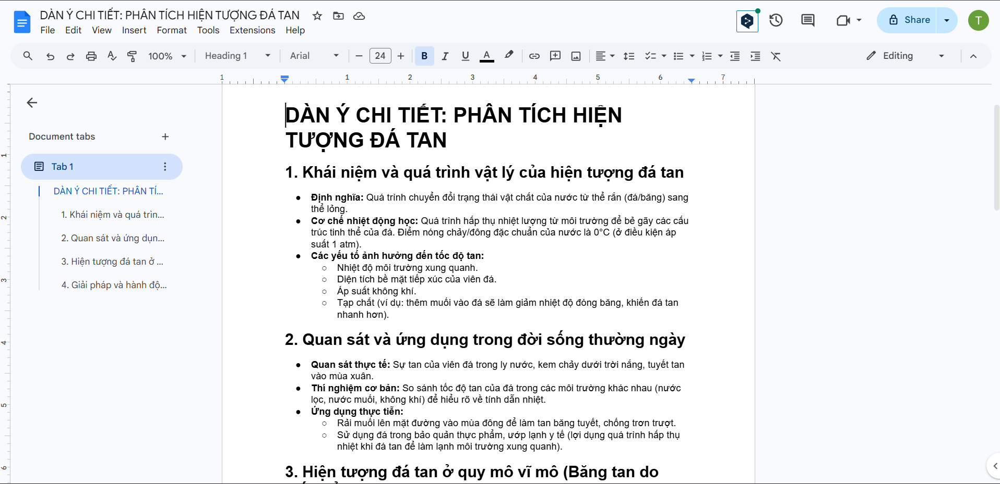 DÀN Ý CHI TIẾT: PHÂN TÍCH HIỆN TƯỢNG ĐÁ TAN
File Edit View Insert Format Tools Extensions Help
Share
T
100% Heading 1 Arial 24 B I U A Editing
1 1 2 3 4 5 6 7
Document tabs
Tab 1
DÀN Ý CHI TIẾT: PHÂN TÍ...
1. Khái niệm và quá trìn...
2. Quan sát và ứng dụn...
3. Hiện tượng đá tan ở ...
4. Giải pháp và hành độ...
1
2
3
4
5
6
DÀN Ý CHI TIẾT: PHÂN TÍCH HIỆN
TƯỢNG ĐÁ TAN
1. Khái niệm và quá trình vật lý của hiện tượng đá tan
● Định nghĩa: Quá trình chuyển đổi trạng thái vật chất của nước từ thể rắn (đá/băng) sang
thể lỏng.
● Cơ chế nhiệt động học: Quá trình hấp thụ nhiệt lượng từ môi trường để bẻ gãy các cấu
trúc tinh thể của đá. Điểm nóng chảy/đông đặc chuẩn của nước là 0°C (ở điều kiện áp
suất 1 atm).
● Các yếu tố ảnh hưởng đến tốc độ tan:
○ Nhiệt độ môi trường xung quanh.
○ Diện tích bề mặt tiếp xúc của viên đá.
○ Áp suất không khí.
○ Tạp chất (ví dụ: thêm muối vào đá sẽ làm giảm nhiệt độ đóng băng, khiến đá tan
nhanh hơn).
2. Quan sát và ứng dụng trong đời sống thường ngày
● Quan sát thực tế: Sự tan của viên đá trong ly nước, kem chảy dưới trời nắng, tuyết tan
vào mùa xuân.
● Thí nghiệm cơ bản: So sánh tốc độ tan của đá trong các môi trường khác nhau (nước
lọc, nước muối, không khí) để hiểu rõ về tính dẫn nhiệt.
● Ứng dụng thực tiễn:
○ Rải muối lên mặt đường vào mùa đông để làm tan băng tuyết, chống trơn trượt.
○ Sử dụng đá trong bảo quản thực phẩm, ướp lạnh y tế (lợi dụng quá trình hấp thụ
nhiệt khi đá tan để làm lạnh môi trường xung quanh).
3. Hiện tượng đá tan ở quy mô vĩ mô (Băng tan do